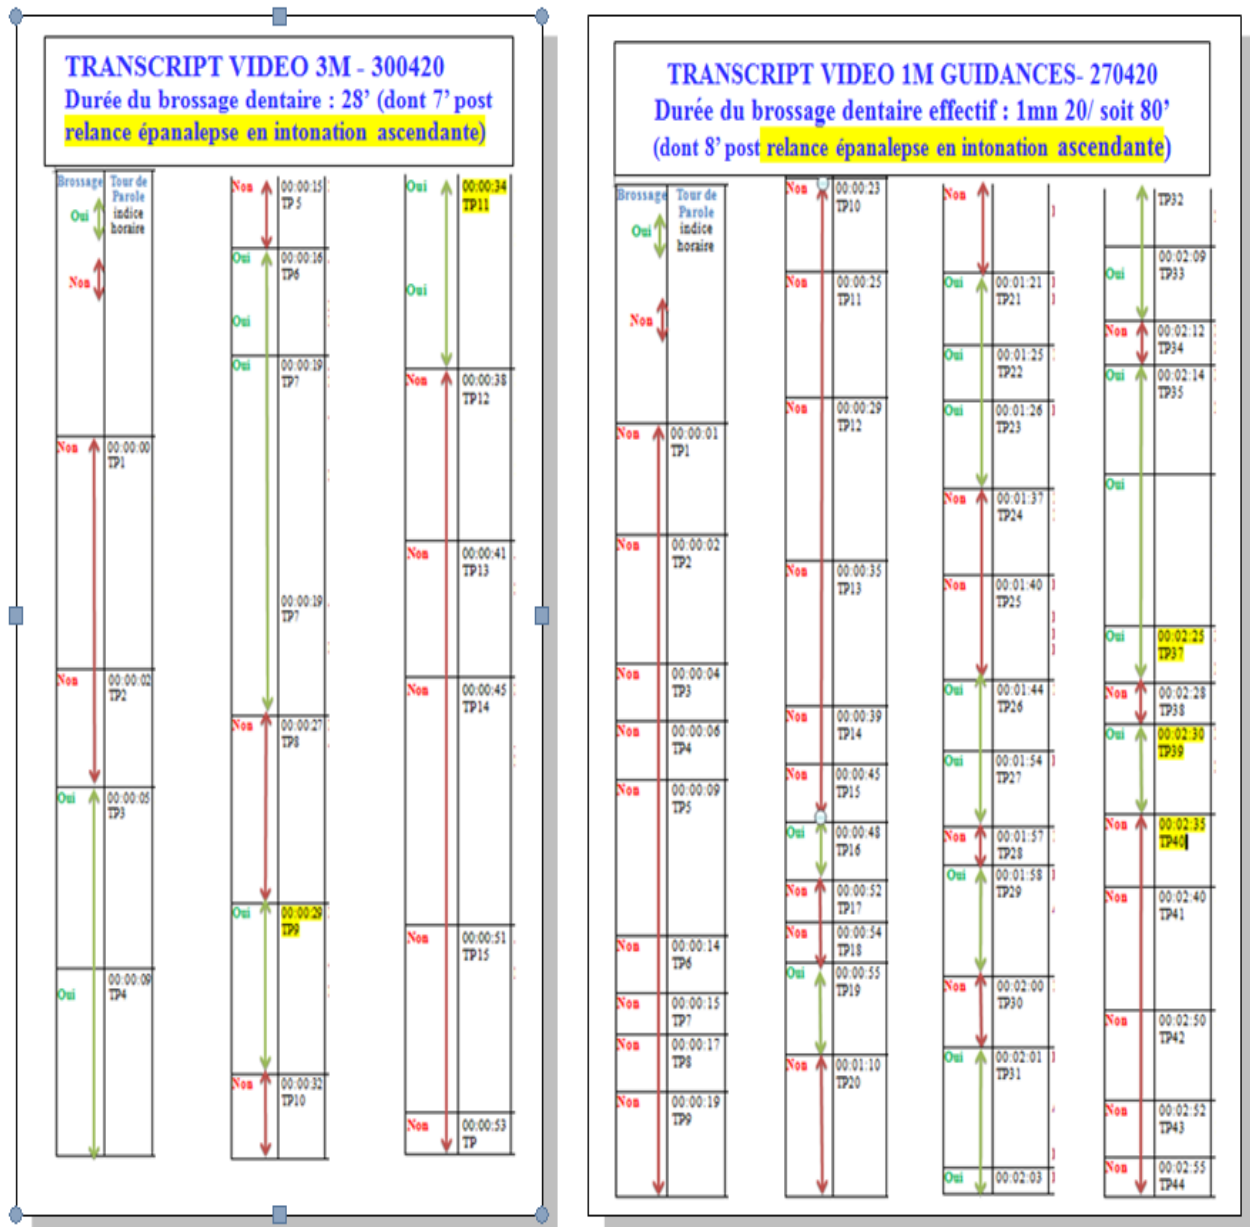 TRANSCRIPT VIDEO 3M - 300420
Durée du brossage dentaire : 28’ (dont 7’ post
relance épanalepse en intonation ascendante)
Brossage Tour de
Parole
indice
horaire
Oui
Non
Non 00:00:00
TP1
Non 00:00:02
TP2
Oui 00:00:05
TP3
Oui 00:00:09
TP4
Non 00:00:15
TP 5
Oui 00:00:16
TP6
Oui
Oui 00:00:19
TP7
00:00:19
TP7
Non 00:00:27
TP8
Oui 00:00:29
TP9
Non 00:00:32
TP10
Oui 00:00:34
TP11
Oui
Non 00:00:38
TP12
Non 00:00:41
TP13
Non 00:00:45
TP14
Non 00:00:51
TP15
Non 00:00:53
TP
TRANSCRIPT VIDEO 1M GUIDANCES- 270420
Durée du brossage dentaire effectif : 1mn 20/ soit 80’
(dont 8’ post relance épanalepse en intonation ascendante)
Brossage Tour de
Parole
indice
horaire
Oui
Non
Non 00:00:01
TP1
Non 00:00:02
TP2
Non 00:00:04
TP3
Non 00:00:06
TP4
Non 00:00:09
TP5
Non 00:00:14
TP6
Non 00:00:15
TP7
Non 00:00:17
TP8
Non 00:00:19
TP9
Non 00:00:23
TP10
Non 00:00:25
TP11
Non 00:00:29
TP12
Non 00:00:35
TP13
Non 00:00:39
TP14
Non 00:00:45
TP15
Oui 00:00:48
TP16
Non 00:00:52
TP17
Non 00:00:54
TP18
Oui 00:00:55
TP19
Non 00:01:10
TP20
Non
Oui 00:01:21
TP21
Oui 00:01:25
TP22
Oui 00:01:26
TP23
Non 00:01:37
TP24
Non 00:01:40
TP25
Oui 00:01:44
TP26
Oui 00:01:54
TP27
Non 00:01:57
TP28
Oui 00:01:58
TP29
Non 00:02:00
TP30
Oui 00:02:01
TP31
Oui 00:02:03
TP32
00:02:09
Oui TP33
Non 00:02:12
TP34
Oui 00:02:14
TP35
Oui
Oui 00:02:25
TP37
Non 00:02:28
TP38
Oui 00:02:30
TP39
Non 00:02:35
TP40
Non 00:02:40
TP41
Non 00:02:50
TP42
Non 00:02:52
TP43
Non 00:02:55
TP44